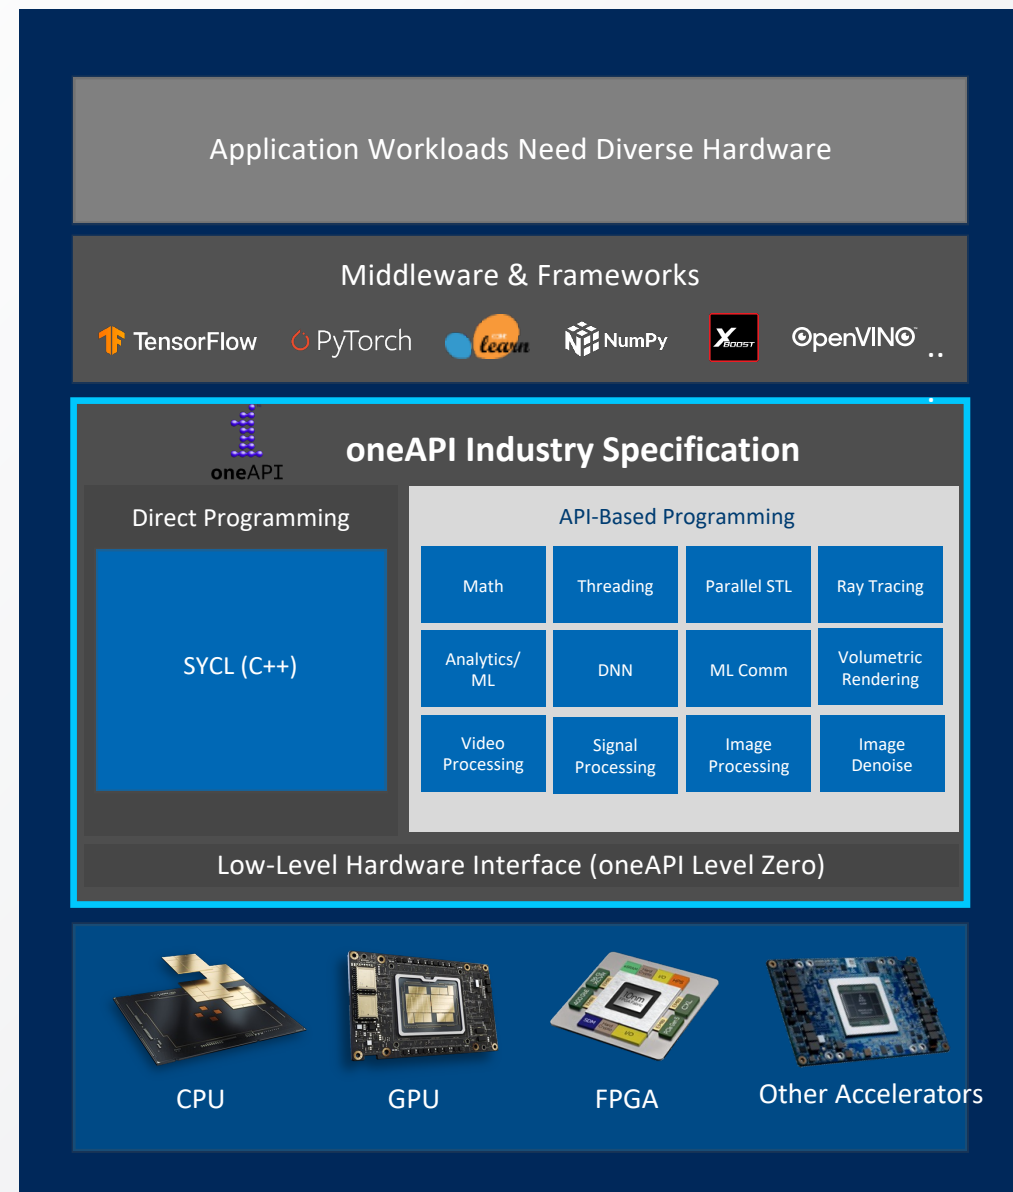 Application Workloads Need Diverse Hardware
Middleware & Frameworks
TensorFlow
PyTorch
learn
NumPy
XBOOST
OpenVINO
...
oneAPI
oneAPI Industry Specification
Direct Programming
SYCL (C++)
API-Based Programming
Math
Threading
Parallel STL
Ray Tracing
Analytics/
ML
DNN
ML Comm
Volumetric
Rendering
Video
Processing
Signal
Processing
Image
Processing
Image
Denoise
Low-Level Hardware Interface (oneAPI Level Zero)
10nm
I/O
CPU
GPU
FPGA
Other Accelerators